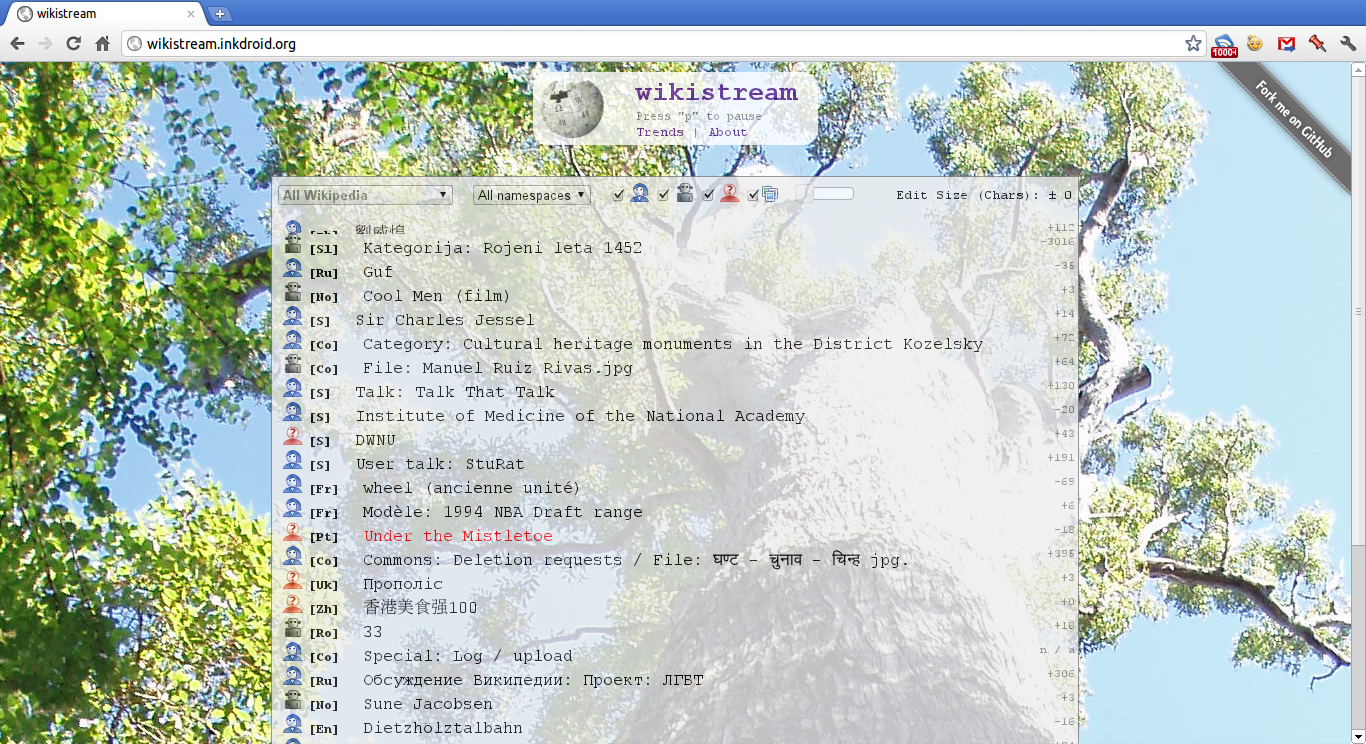 wikistream
wikistream.inkdroid.org
1000+
Fork me on GitHub
wikistream
Press "p" to pause
Trends | About
All Wikipedia All namespaces Edit Size (Chars): ± 0
+112
[Sl] Kategorija: Rojeni leta 1452 -3016
[Ru] Guf -35
[No] Cool Men (film) +3
[S] Sir Charles Jessel +14
[Co] Category: Cultural heritage monuments in the District Kozelsky +72
[Co] File: Manuel Ruiz Rivas.jpg +64
[S] Talk: Talk That Talk +130
[S] Institute of Medicine of the National Academy -20
[S] DWNU +43
[S] User talk: StuRat +191
[Fr] wheel (ancienne unité) -69
[Fr] Modèle: 1994 NBA Draft range +6
[Pt] Under the Mistletoe -18
[Co] Commons: Deletion requests / File: घण्ट - चुनाव - चिन्ह jpg. +395
[Uk] Прополіс +3
[Zh] 香港美食强100 +0
[Ro] 33 +18
[Co] Special: Log / upload n / a
[Ru] Обсуждение Википедии: Проект: ЛГБТ +306
[No] Sune Jacobsen +3
[En] Dietzhölztalbahn -16